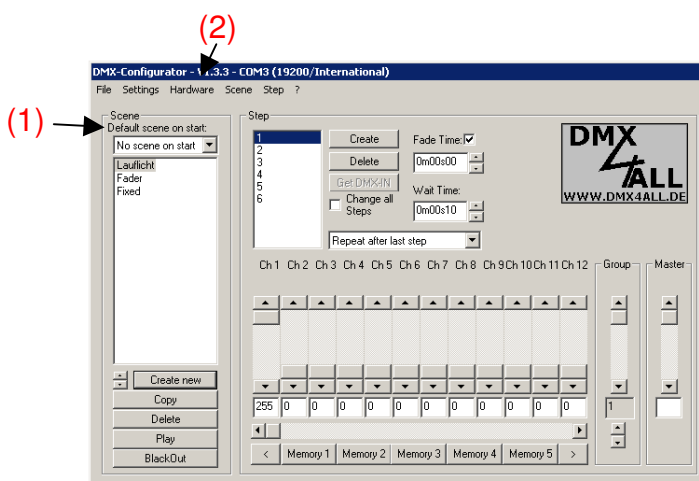 (2)
DMX-Configurator - V1.3.3 - COM3 (19200/International)
File Settings Hardware Scene Step ?
(1)
Scene
Default scene on start:
No scene on start
Lauflicht
Fader
Fixed
Create new
Copy
Delete
Play
BlackOut
Step
1
2
3
4
5
6
Create
Delete
Get DMX-IN
Change all
Steps
Fade Time:
0m00s00
Wait Time:
0m00s10
Repeat after last step
DMX
4ALL
WWW.DMX4ALL.DE
Ch 1 Ch 2 Ch 3 Ch 4 Ch 5 Ch 6 Ch 7 Ch 8 Ch 9 Ch 10 Ch 11 Ch 12
255 0 0 0 0 0 0 0 0 0 0 0
< Memory 1 Memory 2 Memory 3 Memory 4 Memory 5 >
Group
1
Master